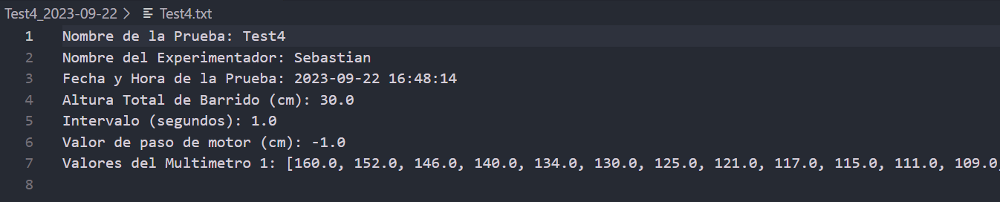 Test4_2023-09-22 > Test4.txt
1 Nombre de la Prueba: Test4
2 Nombre del Experimentador: Sebastian
3 Fecha y Hora de la Prueba: 2023-09-22 16:48:14
4 Altura Total de Barrido (cm): 30.0
5 Intervalo (segundos): 1.0
6 Valor de paso de motor (cm): -1.0
7 Valores del Multimetro 1: [160.0, 152.0, 146.0, 140.0, 134.0, 130.0, 125.0, 121.0, 117.0, 115.0, 111.0, 109.0,
8